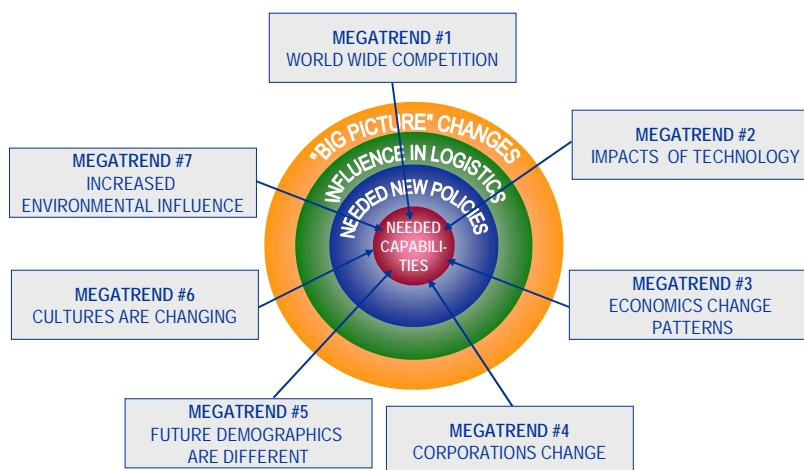 MEGATREND #1
WORLD WIDE COMPETITION
MEGATREND #2
IMPACTS OF TECHNOLOGY
MEGATREND #3
ECONOMICS CHANGE
PATTERNS
MEGATREND #4
CORPORATIONS CHANGE
MEGATREND #5
FUTURE DEMOGRAPHICS
ARE DIFFERENT
MEGATREND #6
CULTURES ARE CHANGING
MEGATREND #7
INCREASED
ENVIRONMENTAL INFLUENCE
"BIG PICTURE" CHANGES
INFLUENCE IN LOGISTICS
NEEDED NEW POLICIES
NEEDED
CAPABILI-
TIES